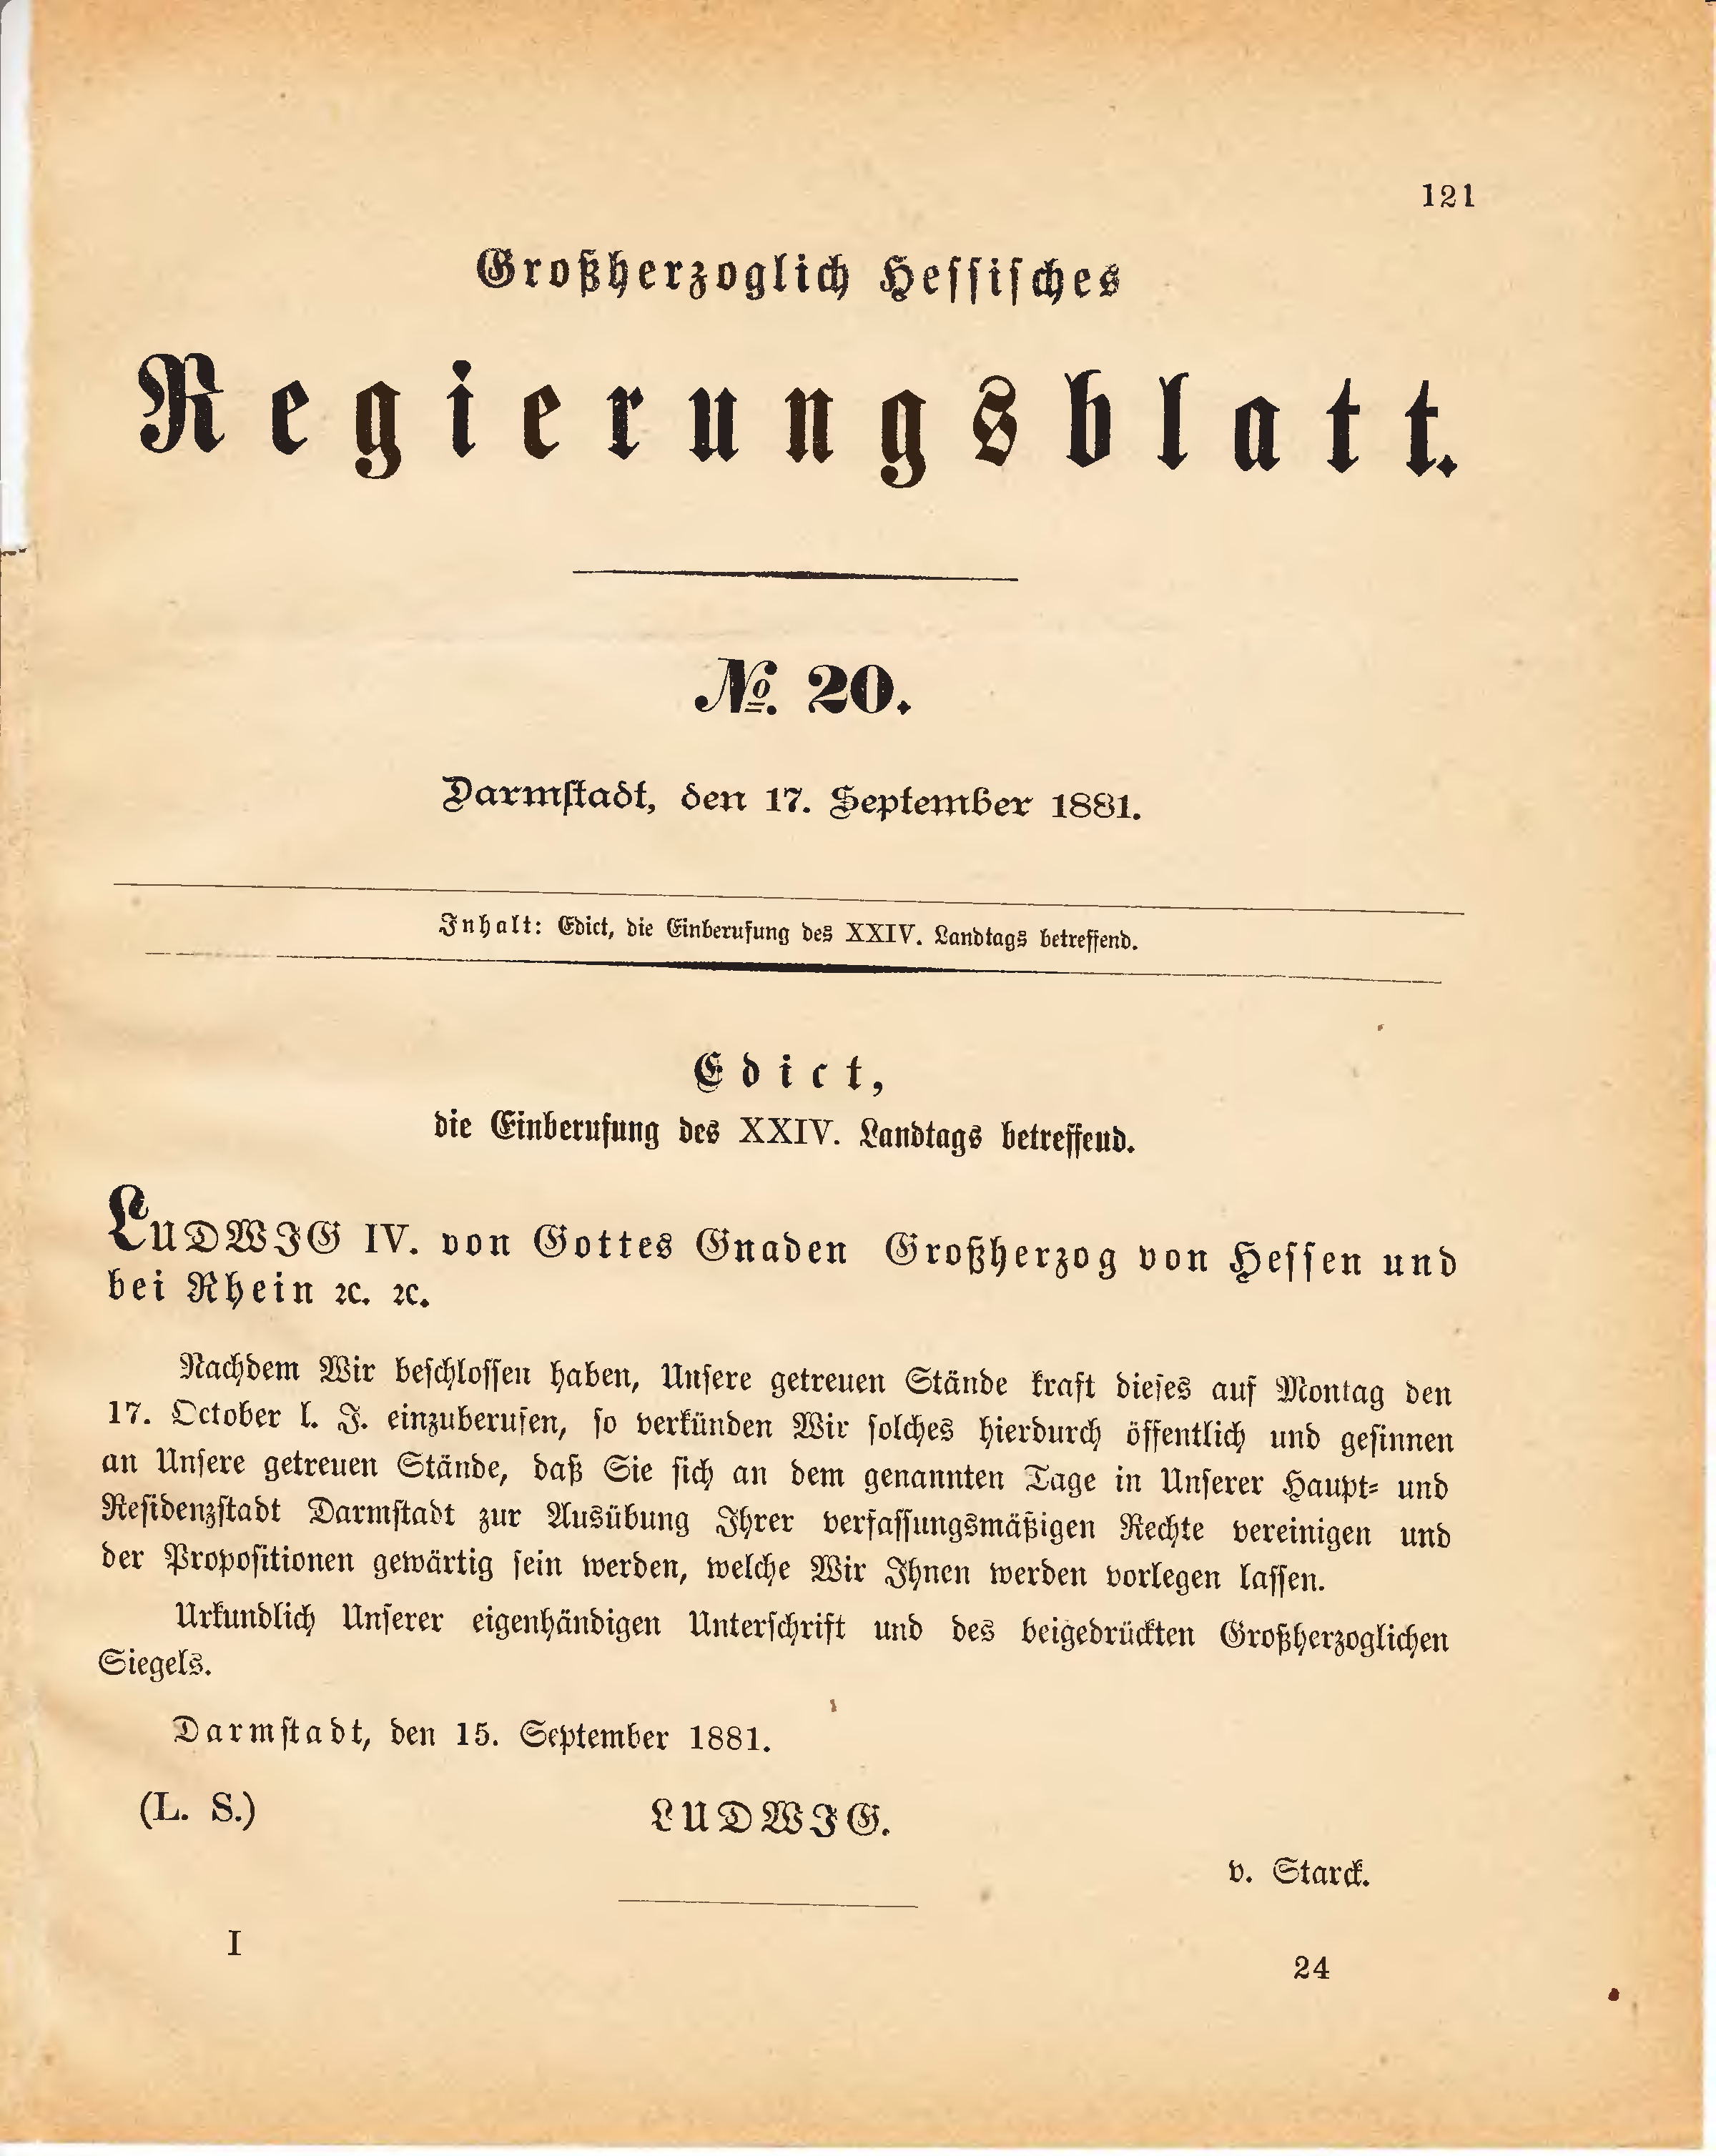 121
Großherzoglich Hessisches
Regierungsblatt.
№. 20.
Darmstadt, den 17. September 1881.
Inhalt: Edict, die Einberufung des XXIV. Landtags betreffend.
Edict,
die Einberufung des XXIV. Landtags betreffend.
LUDWIG IV. von Gottes Gnaden Großherzog von Hessen und
bei Rhein ꝛc. ꝛc.
Nachdem Wir beschlossen haben, Unsere getreuen Stände kraft dieses auf Montag den
17. October l. J. einzuberufen, so verkünden Wir solches hierdurch öffentlich und gesinnen
an Unsere getreuen Stände, daß Sie sich an dem genannten Tage in Unserer Haupt- und
Residenzstadt Darmstadt zur Ausübung Ihrer verfassungsmäßigen Rechte vereinigen und
der Propositionen gewärtig sein werden, welche Wir Ihnen werden vorlegen lassen.
Urkundlich Unserer eigenhändigen Unterschrift und des beigedrückten Großherzoglichen
Siegels.
Darmstadt, den 15. September 1881.
(L. S.) LUDWIG.
v. Starck.
I 24